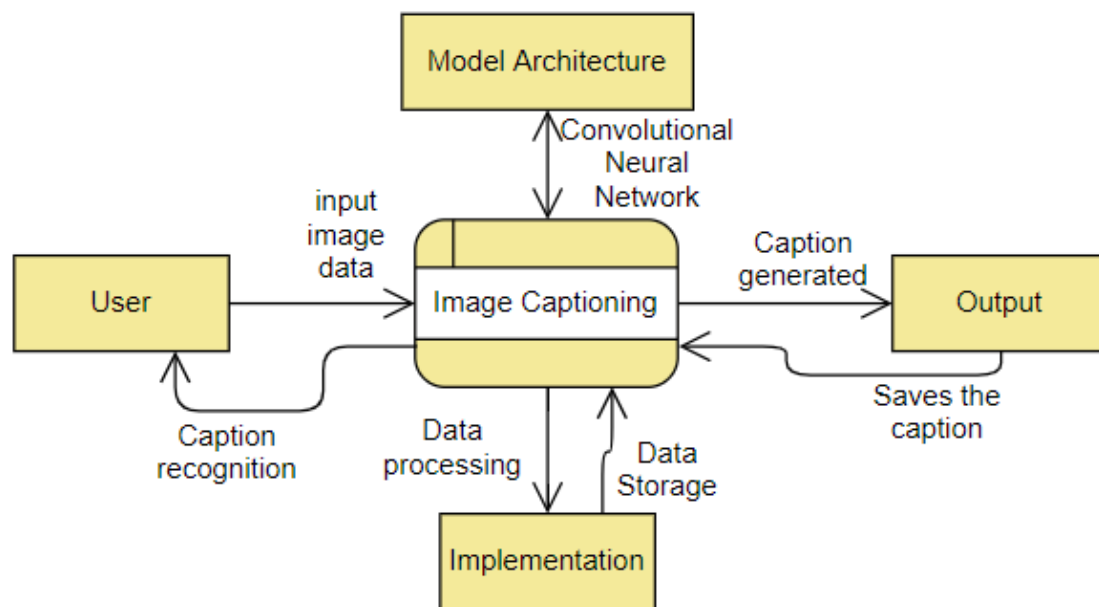 Model Architecture
Convolutional
Neural
Network
input
image
data
User
Image Captioning
Caption
generated
Output
Caption
recognition
Data
processing
Data
Storage
Saves the
caption
Implementation